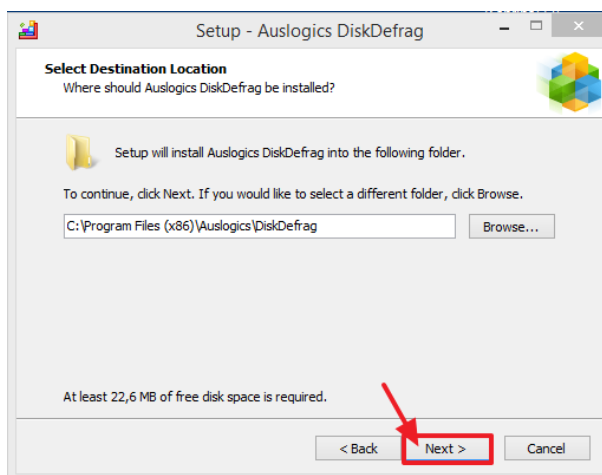 Setup - Auslogics DiskDefrag
Select Destination Location
Where should Auslogics DiskDefrag be installed?
Setup will install Auslogics DiskDefrag into the following folder.
To continue, click Next. If you would like to select a different folder, click Browse.
C:\Program Files (x86)\Auslogics\DiskDefrag
Browse...
At least 22,6 MB of free disk space is required.
< Back
Next >
Cancel